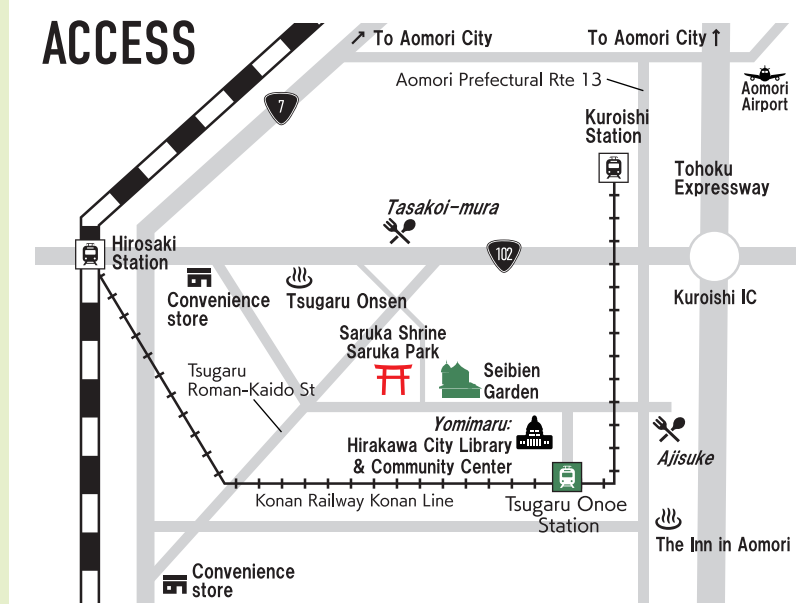 ACCESS
↗ To Aomori City
To Aomori City ↑
Aomori Prefectural Rte 13
Aomori
Airport
7
Kuroishi
Station
Tohoku
Expressway
Tasakoi-mura
Hirosaki
Station
102
Convenience
store
Tsugaru Onsen
Kuroishi IC
Saruka Shrine
Saruka Park
Tsugaru
Roman-Kaido St
Seibien
Garden
Yomimaru:
Hirakawa City Library
& Community Center
Ajisuke
Konan Railway Konan Line
Tsugaru Onoe
Station
The Inn in Aomori
Convenience
store